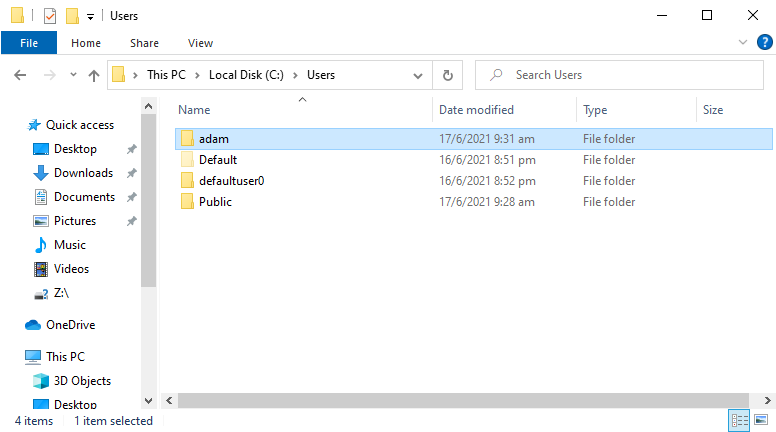 Users
File Home Share View
This PC Local Disk (C:) Users
Search Users
Name Date modified Type Size
Quick access
Desktop
Downloads
Documents
Pictures
Music
Videos
Z:\
OneDrive
This PC
3D Objects
Desktop
adam 17/6/2021 9:31 am File folder
Default 16/6/2021 8:51 pm File folder
defaultuser0 16/6/2021 8:52 pm File folder
Public 17/6/2021 9:28 am File folder
4 items 1 item selected